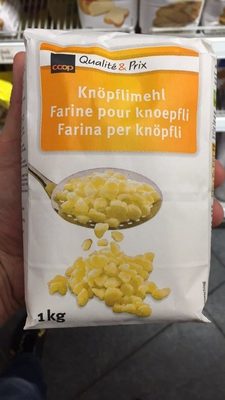 coop
Qualité & Prix
Knöpflimehl
Farine pour knoepfli
Farina per knöpfli
1kg